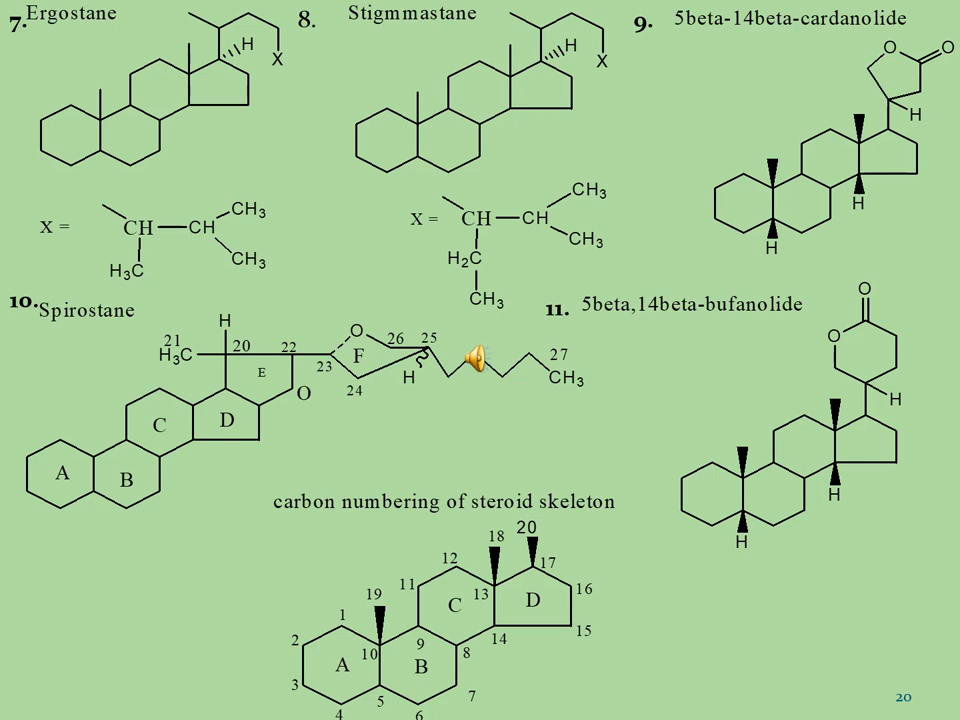 7. Ergostane
H
X
X =
CH — CH
CH3
CH3
H3C
8. Stigmmastane
H
X
X =
CH — CH
CH3
CH3
H2C
CH3
9. 5beta-14beta-cardanolide
O
O
H
H
H
10. Spirostane
H
21
H3C
20
22
E
O
23
O
F
24
26
25
H
27
CH3
A
B
C
D
11. 5beta,14beta-bufanolide
O
O
H
H
H
carbon numbering of steroid skeleton
18
20
12
17
11
13
16
19
C
D
1
15
14
2
9
10
8
A
B
3
7
5
4
6
20